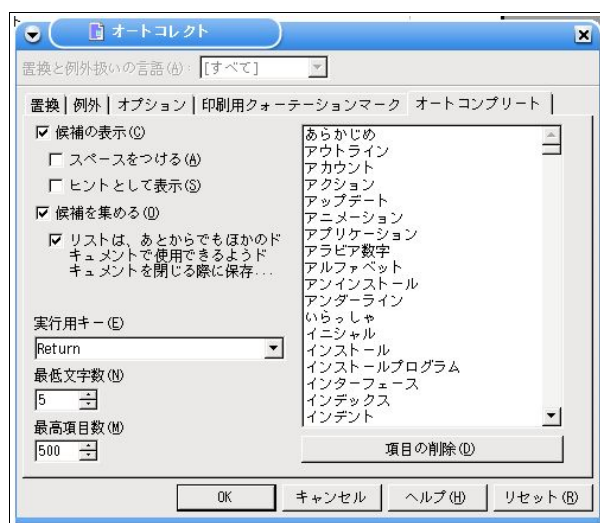 オートコレクト
置換と例外扱いの言語(A): [すべて]
置換 例外 オプション 印刷用クォーテーションマーク オートコンプリート
候補の表示(C)
スペースをつける(A)
ヒントとして表示(S)
候補を集める(O)
リストは、あとからでもほかのド
キュメントで使用できるようド
キュメントを閉じる際に保存...
実行用キー(E)
Return
最低文字数(N)
5
最高項目数(M)
500
あらかじめ
アウトライン
アカウント
アクション
アップデート
アニメーション
アプリケーション
アラビア数字
アルファベット
アンインストール
アンダーライン
いらっしゃ
イニシャル
インストール
インストールプログラム
インターフェース
インデックス
インデント
項目の削除(D)
OK キャンセル ヘルプ(H) リセット(R)